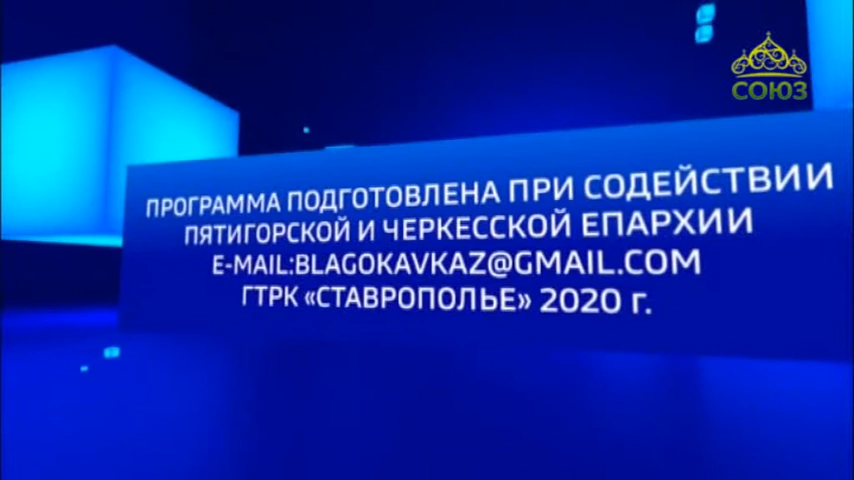 СОЮЗ
ПРОГРАММА ПОДГОТОВЛЕНА ПРИ СОДЕЙСТВИИ
ПЯТИГОРСКОЙ И ЧЕРКЕССКОЙ ЕПАРХИИ
E-MAIL:BLAGOKAVKAZ@GMAIL.COM
ГТРК «СТАВРОПОЛЬЕ» 2020 г.